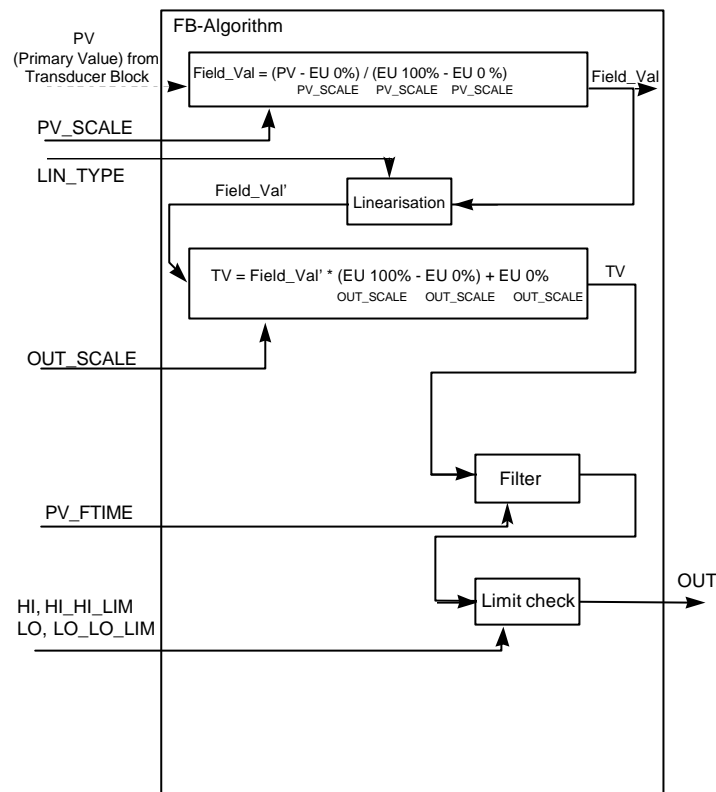 FB-Algorithm
PV
(Primary Value) from
Transducer Block
Field_Val = (PV - EU 0%) / (EU 100% - EU 0 %)
PV_SCALE PV_SCALE PV_SCALE
Field_Val
PV_SCALE
LIN_TYPE
Field_Val'
Linearisation
TV = Field_Val' * (EU 100% - EU 0%) + EU 0%
OUT_SCALE OUT_SCALE OUT_SCALE
TV
OUT_SCALE
Filter
PV_FTIME
OUT
HI, HI_HI_LIM
LO, LO_LO_LIM
Limit check